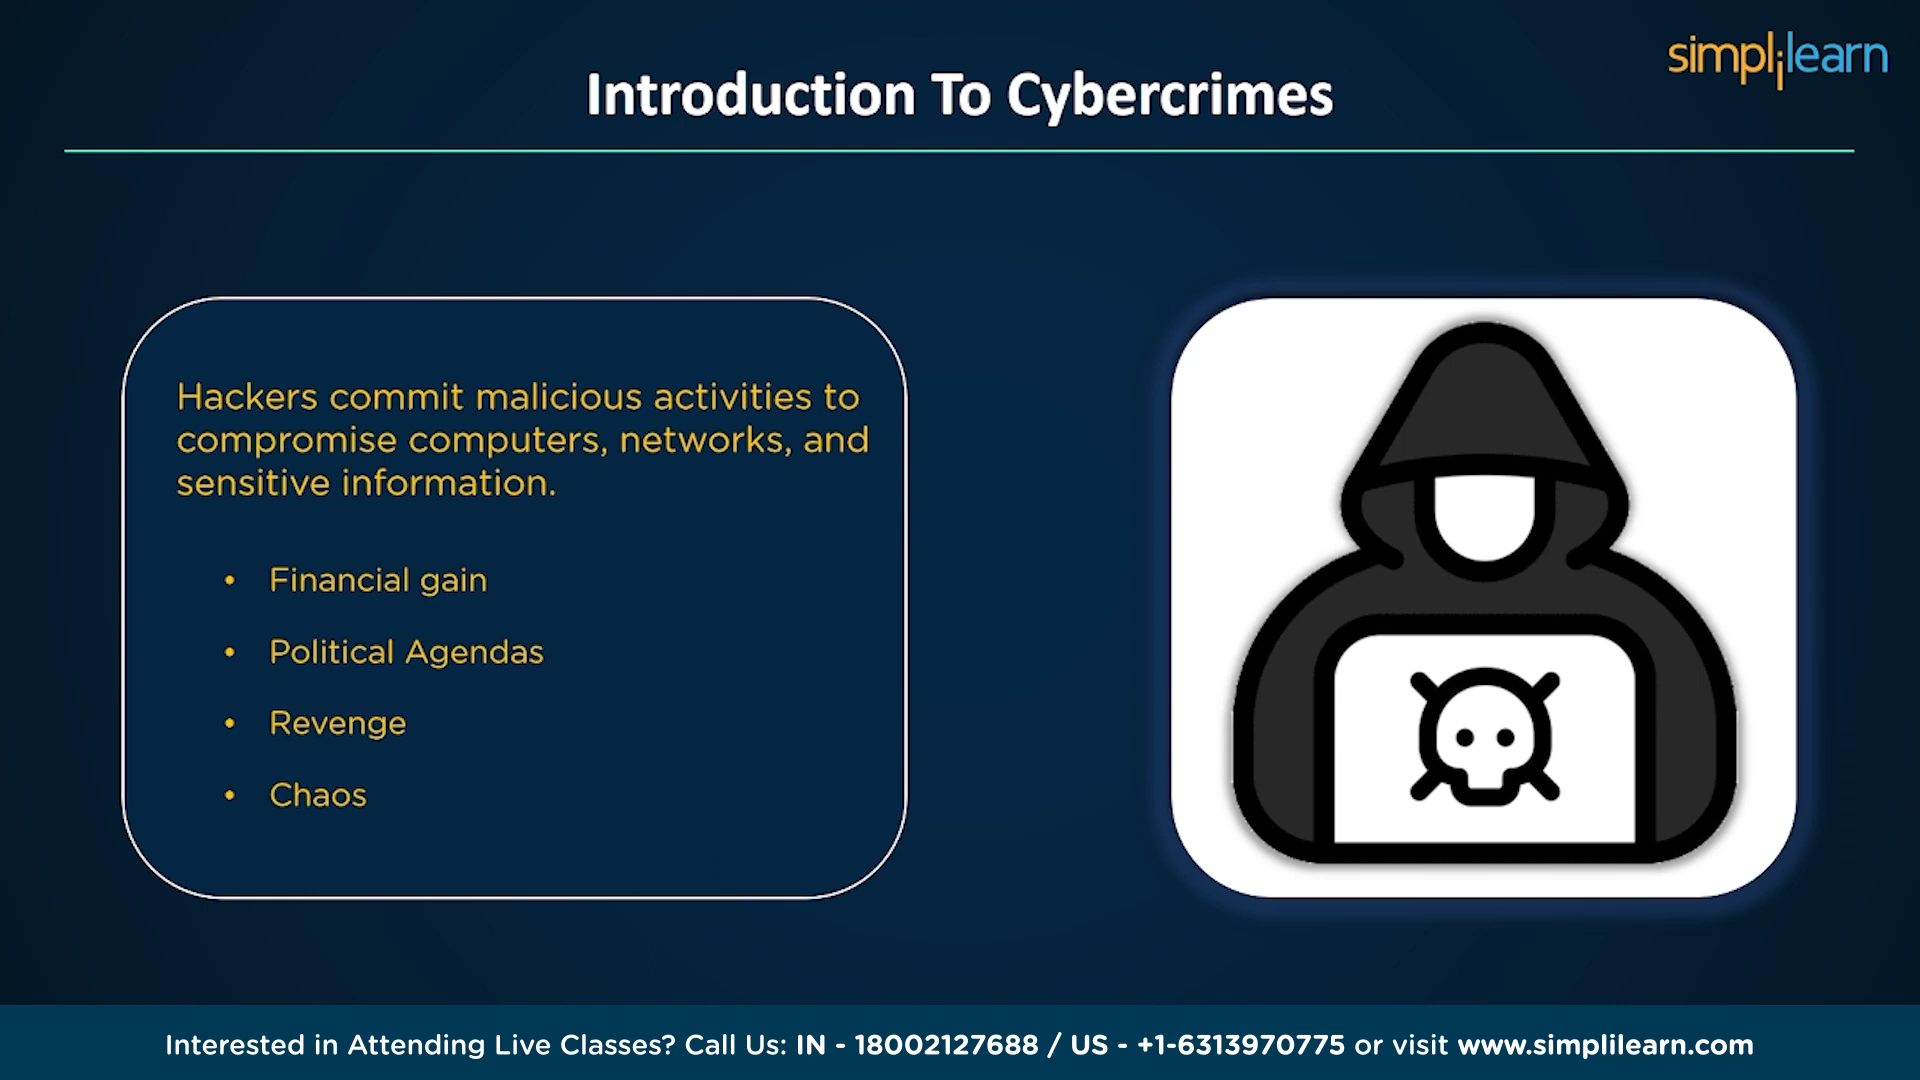 simplilearn
Introduction To Cybercrimes
Hackers commit malicious activities to
compromise computers, networks, and
sensitive information.
• Financial gain
• Political Agendas
• Revenge
• Chaos
Interested in Attending Live Classes? Call Us: IN - 18002127688 / US - +1-6313970775 or visit www.simplilearn.com